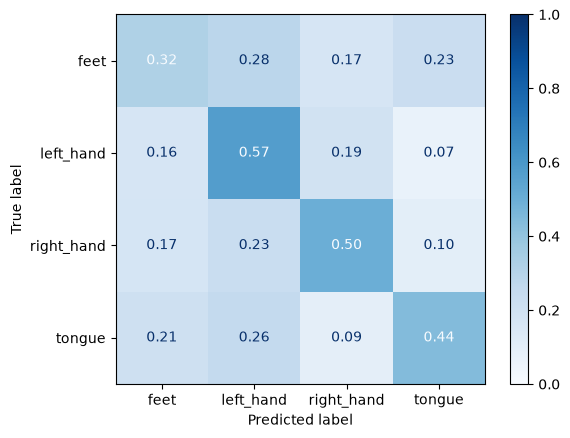 feet 0.32 0.28 0.17 0.23
left_hand 0.16 0.57 0.19 0.07
right_hand 0.17 0.23 0.50 0.10
tongue 0.21 0.26 0.09 0.44
feet left_hand right_hand tongue
Predicted label
True label
1.0
0.8
0.6
0.4
0.2
0.0